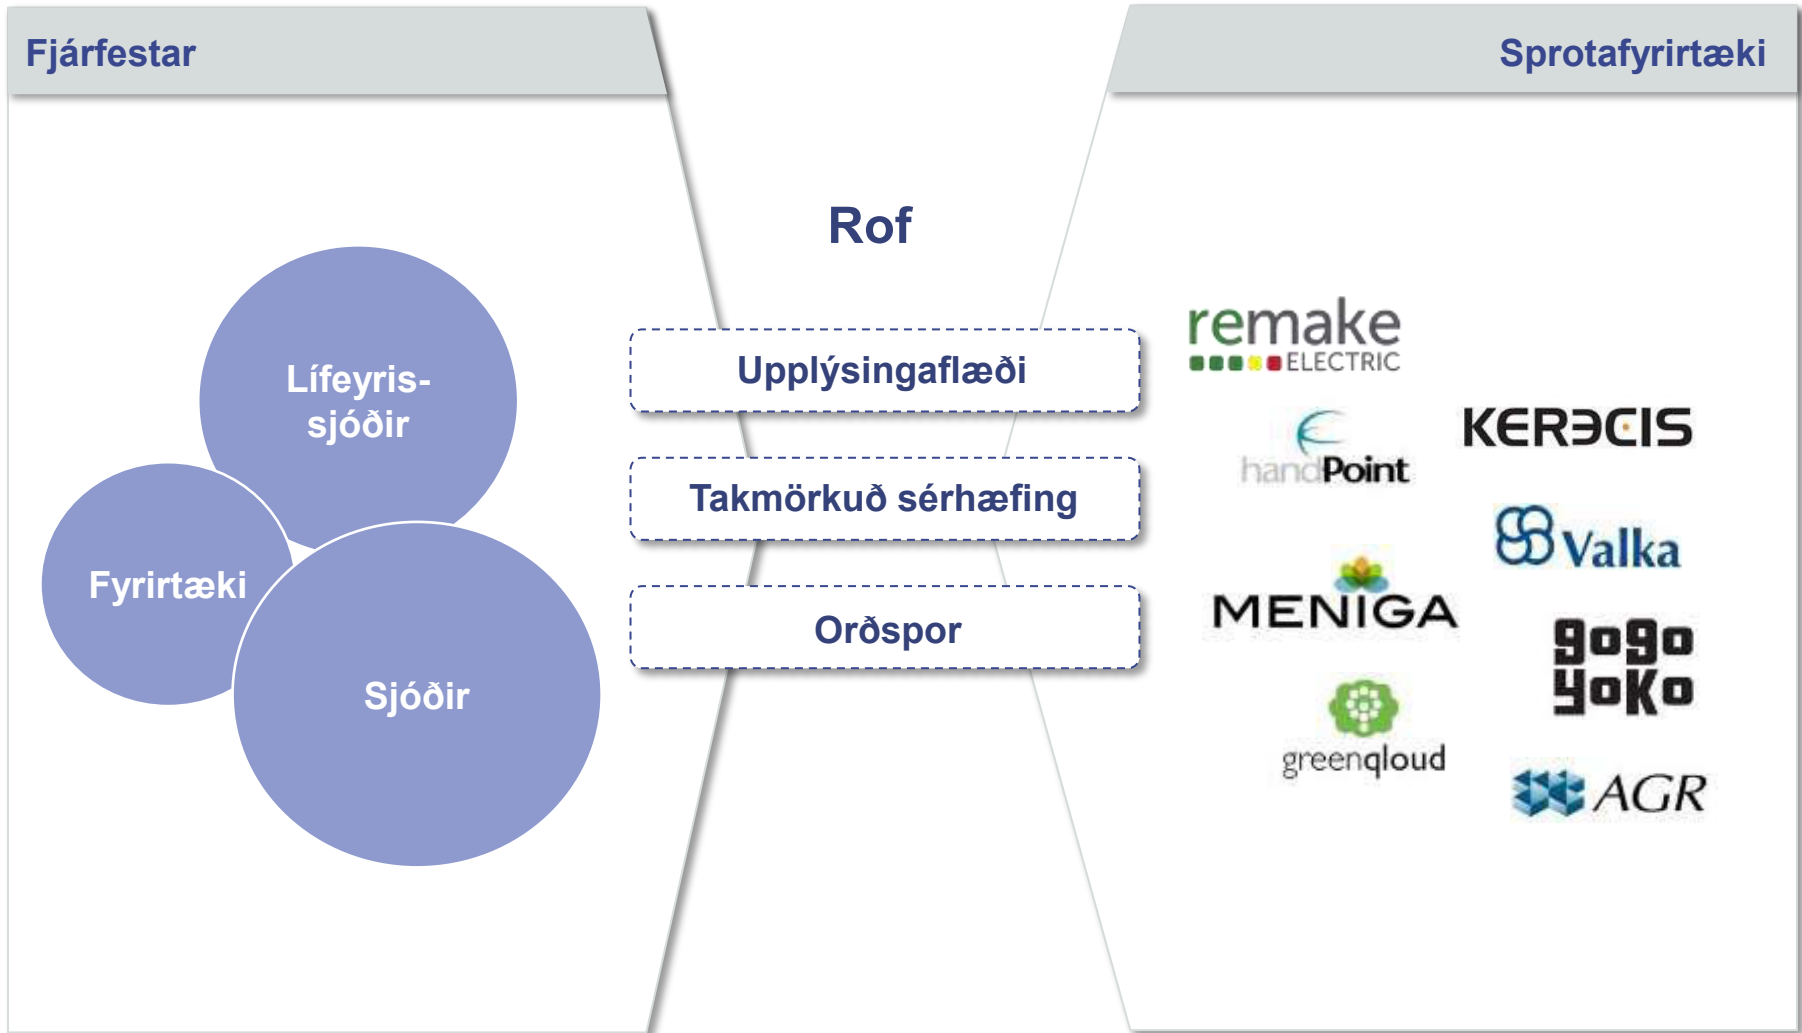 Fjárfestar
Sprotafyrirtæki
Rof
Lífeyris-
sjóðir
Fyrirtæki
Sjóðir
Upplýsingaflæði
Takmörkuð sérhæfing
Orðspor
remake
ELECTRIC
handPoint
KERECIS
Valka
MENIGA
gogo
yoko
greenqloud
AGR